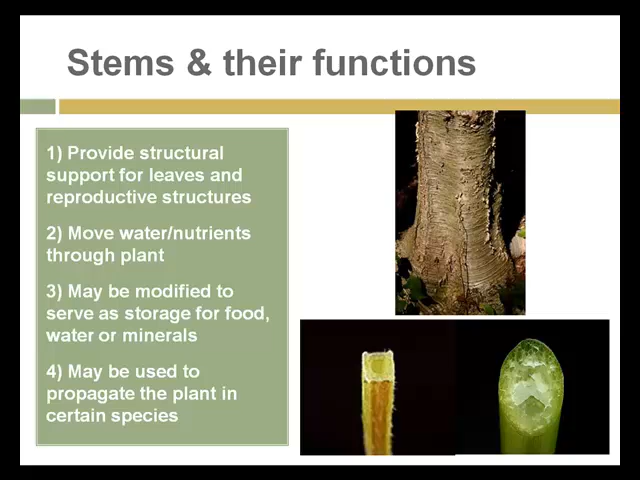 Stems & their functions
1) Provide structural
support for leaves and
reproductive structures
2) Move water/nutrients
through plant
3) May be modified to
serve as storage for food,
water or minerals
4) May be used to
propagate the plant in
certain species